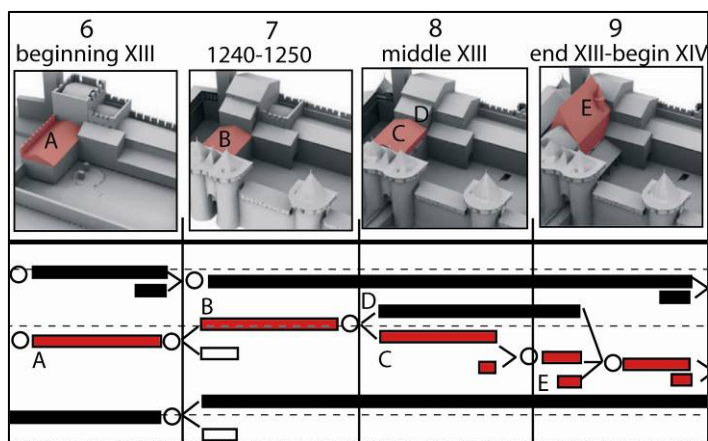 6
beginning XIII
7
1240-1250
8
middle XIII
9
end XIII-begin XIV
A
B
C
D
E
A
B
D
C
E